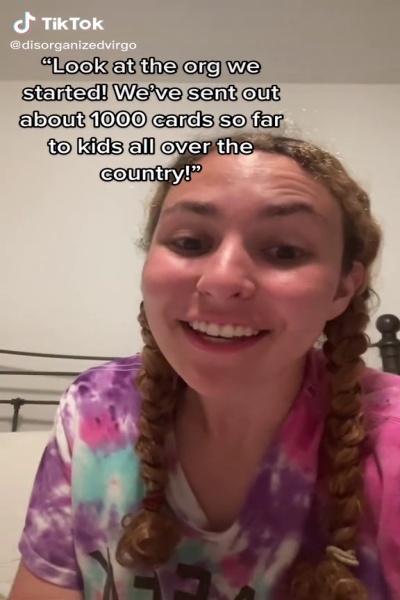 TikTok
@disorganizedvirgo
“Look at the org we
started! We’ve sent out
about 1000 cards so far
to kids all over the
country!”